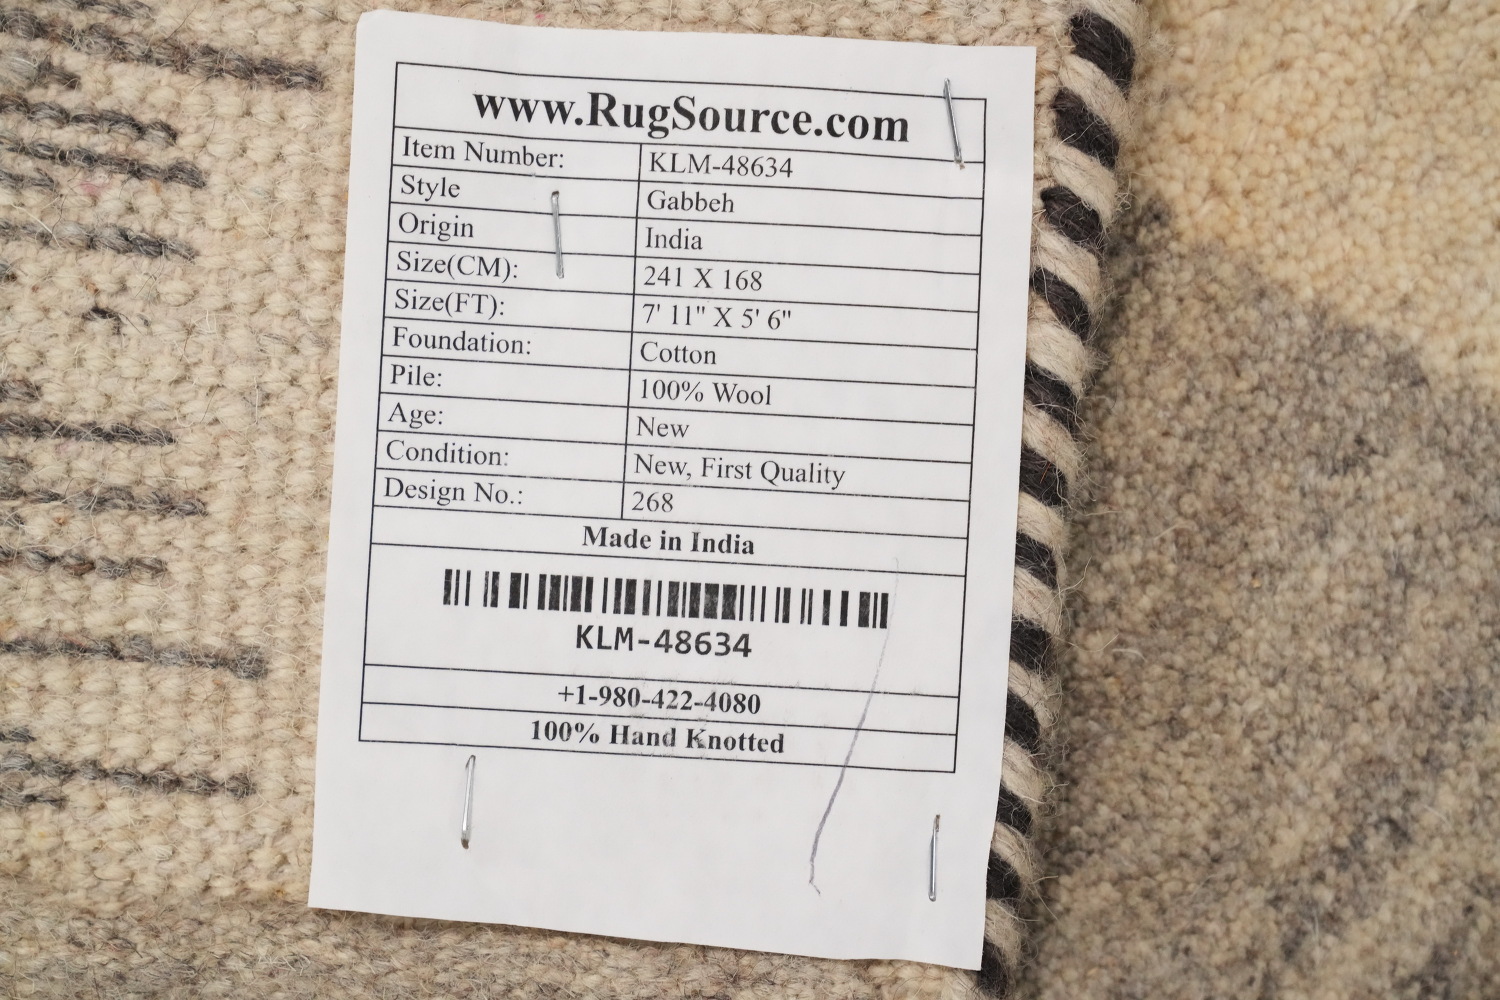 www.RugSource.com
Item Number: KLM-48634
Style Gabbeh
Origin India
Size(CM): 241 X 168
Size(FT): 7' 11" X 5' 6"
Foundation: Cotton
Pile: 100% Wool
Age: New
Condition: New, First Quality
Design No.: 268
Made in India
KLM-48634
+1-980-422-4080
100% Hand Knotted